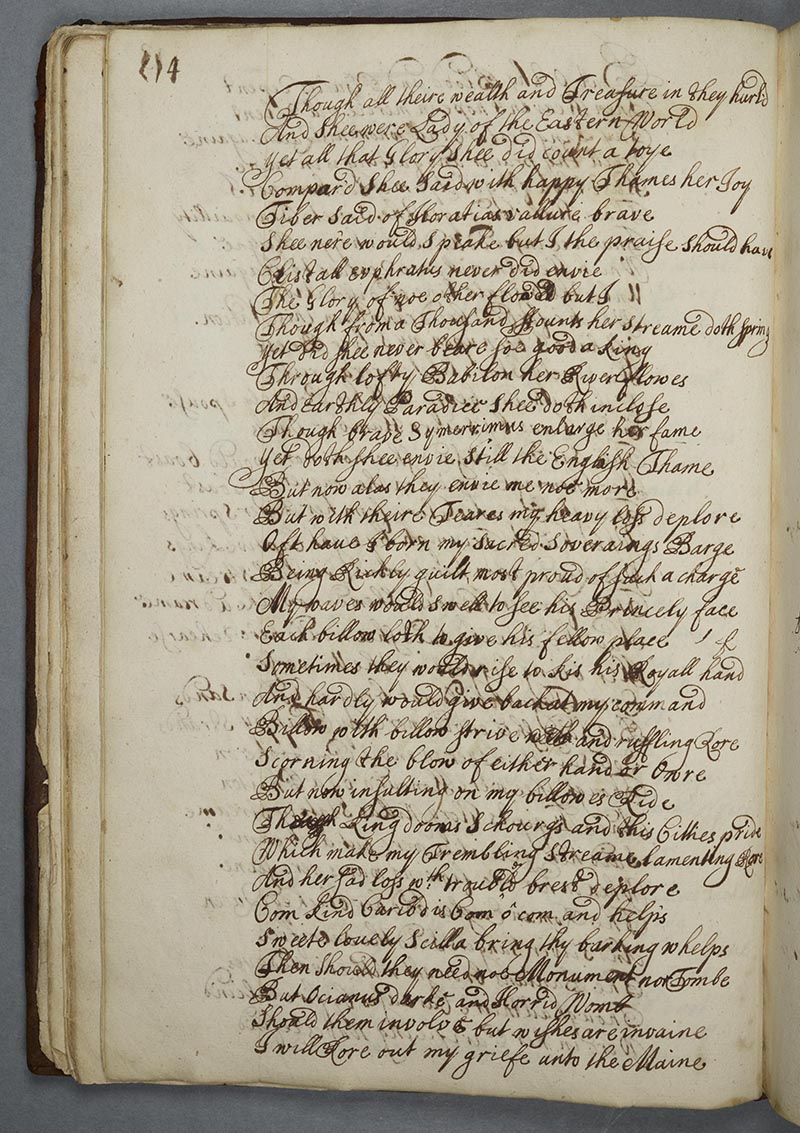 114
Though all theire wealth and Treasure in they hurld
And Shee were Lady of the Eastern World
Yet all that Glory Shee did count a toye
Compar'd Shee Said with happy Thames her Joy
Tiber Said of Horatias vallure brave
Shee nere would Speake but I the praise Should have
Christall euphratus never did envie
The Glory of noe other flowd but I
Though from a Thousand Mounts her Streame doth Spring
Yet did shee never beare soe good a King
Through lofty Babilon her River flowes
And earthly Paradice Shee doth inclose
Though brave Symerrimus enlarge her fame
Yet doth shee envie Still the English Thame
But now alas they envie me noe more
But with theire Teares my heavy loss deplore
Oft have I born my Sacred Soveraings Barge
Being Richly guilt most proud of such a charge
My waves would Swell to see his Princely face
Each billow loth to give his fellow place
Sometimes they would rise to kis his Royall hand
And hardly would give back at my command
Billow with billow strive and ruffling Rore
Scorning the blow of either hand or Owre
But now insulting on my billowes Ride
The Kingdooms Schourgs and this Citties pride
Which make my Trembling Streame lamenting Rore
And her sad loss wth troubld brest deplore
Com kind Caribdis Com ô com and helps
Sweete lovely Scilla bring thy barking whelps
Then Should they need noe Monument nor Tombe
But Ocianus darke and Horrid Womb
Should them involve but wishes are invaine
I will Rore out my griefe unto the Maine